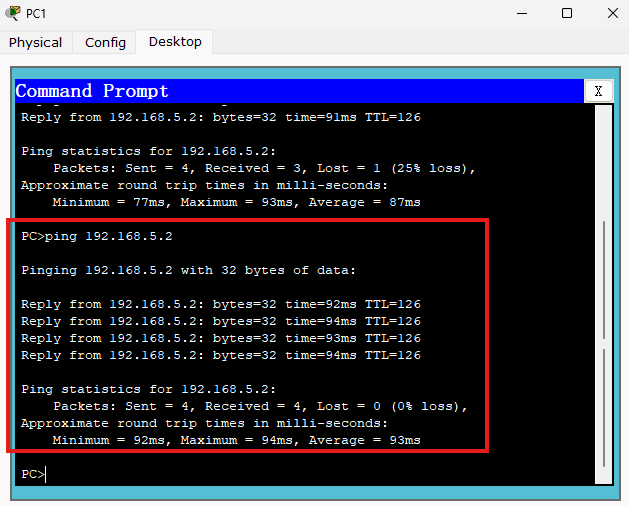 PC1
Physical Config Desktop
Command Prompt X
Reply from 192.168.5.2: bytes=32 time=91ms TTL=126
Ping statistics for 192.168.5.2:
Packets: Sent = 4, Received = 3, Lost = 1 (25% loss),
Approximate round trip times in milli-seconds:
Minimum = 77ms, Maximum = 93ms, Average = 87ms
PC>ping 192.168.5.2
Pinging 192.168.5.2 with 32 bytes of data:
Reply from 192.168.5.2: bytes=32 time=92ms TTL=126
Reply from 192.168.5.2: bytes=32 time=94ms TTL=126
Reply from 192.168.5.2: bytes=32 time=93ms TTL=126
Reply from 192.168.5.2: bytes=32 time=94ms TTL=126
Ping statistics for 192.168.5.2:
Packets: Sent = 4, Received = 4, Lost = 0 (0% loss),
Approximate round trip times in milli-seconds:
Minimum = 92ms, Maximum = 94ms, Average = 93ms
PC>